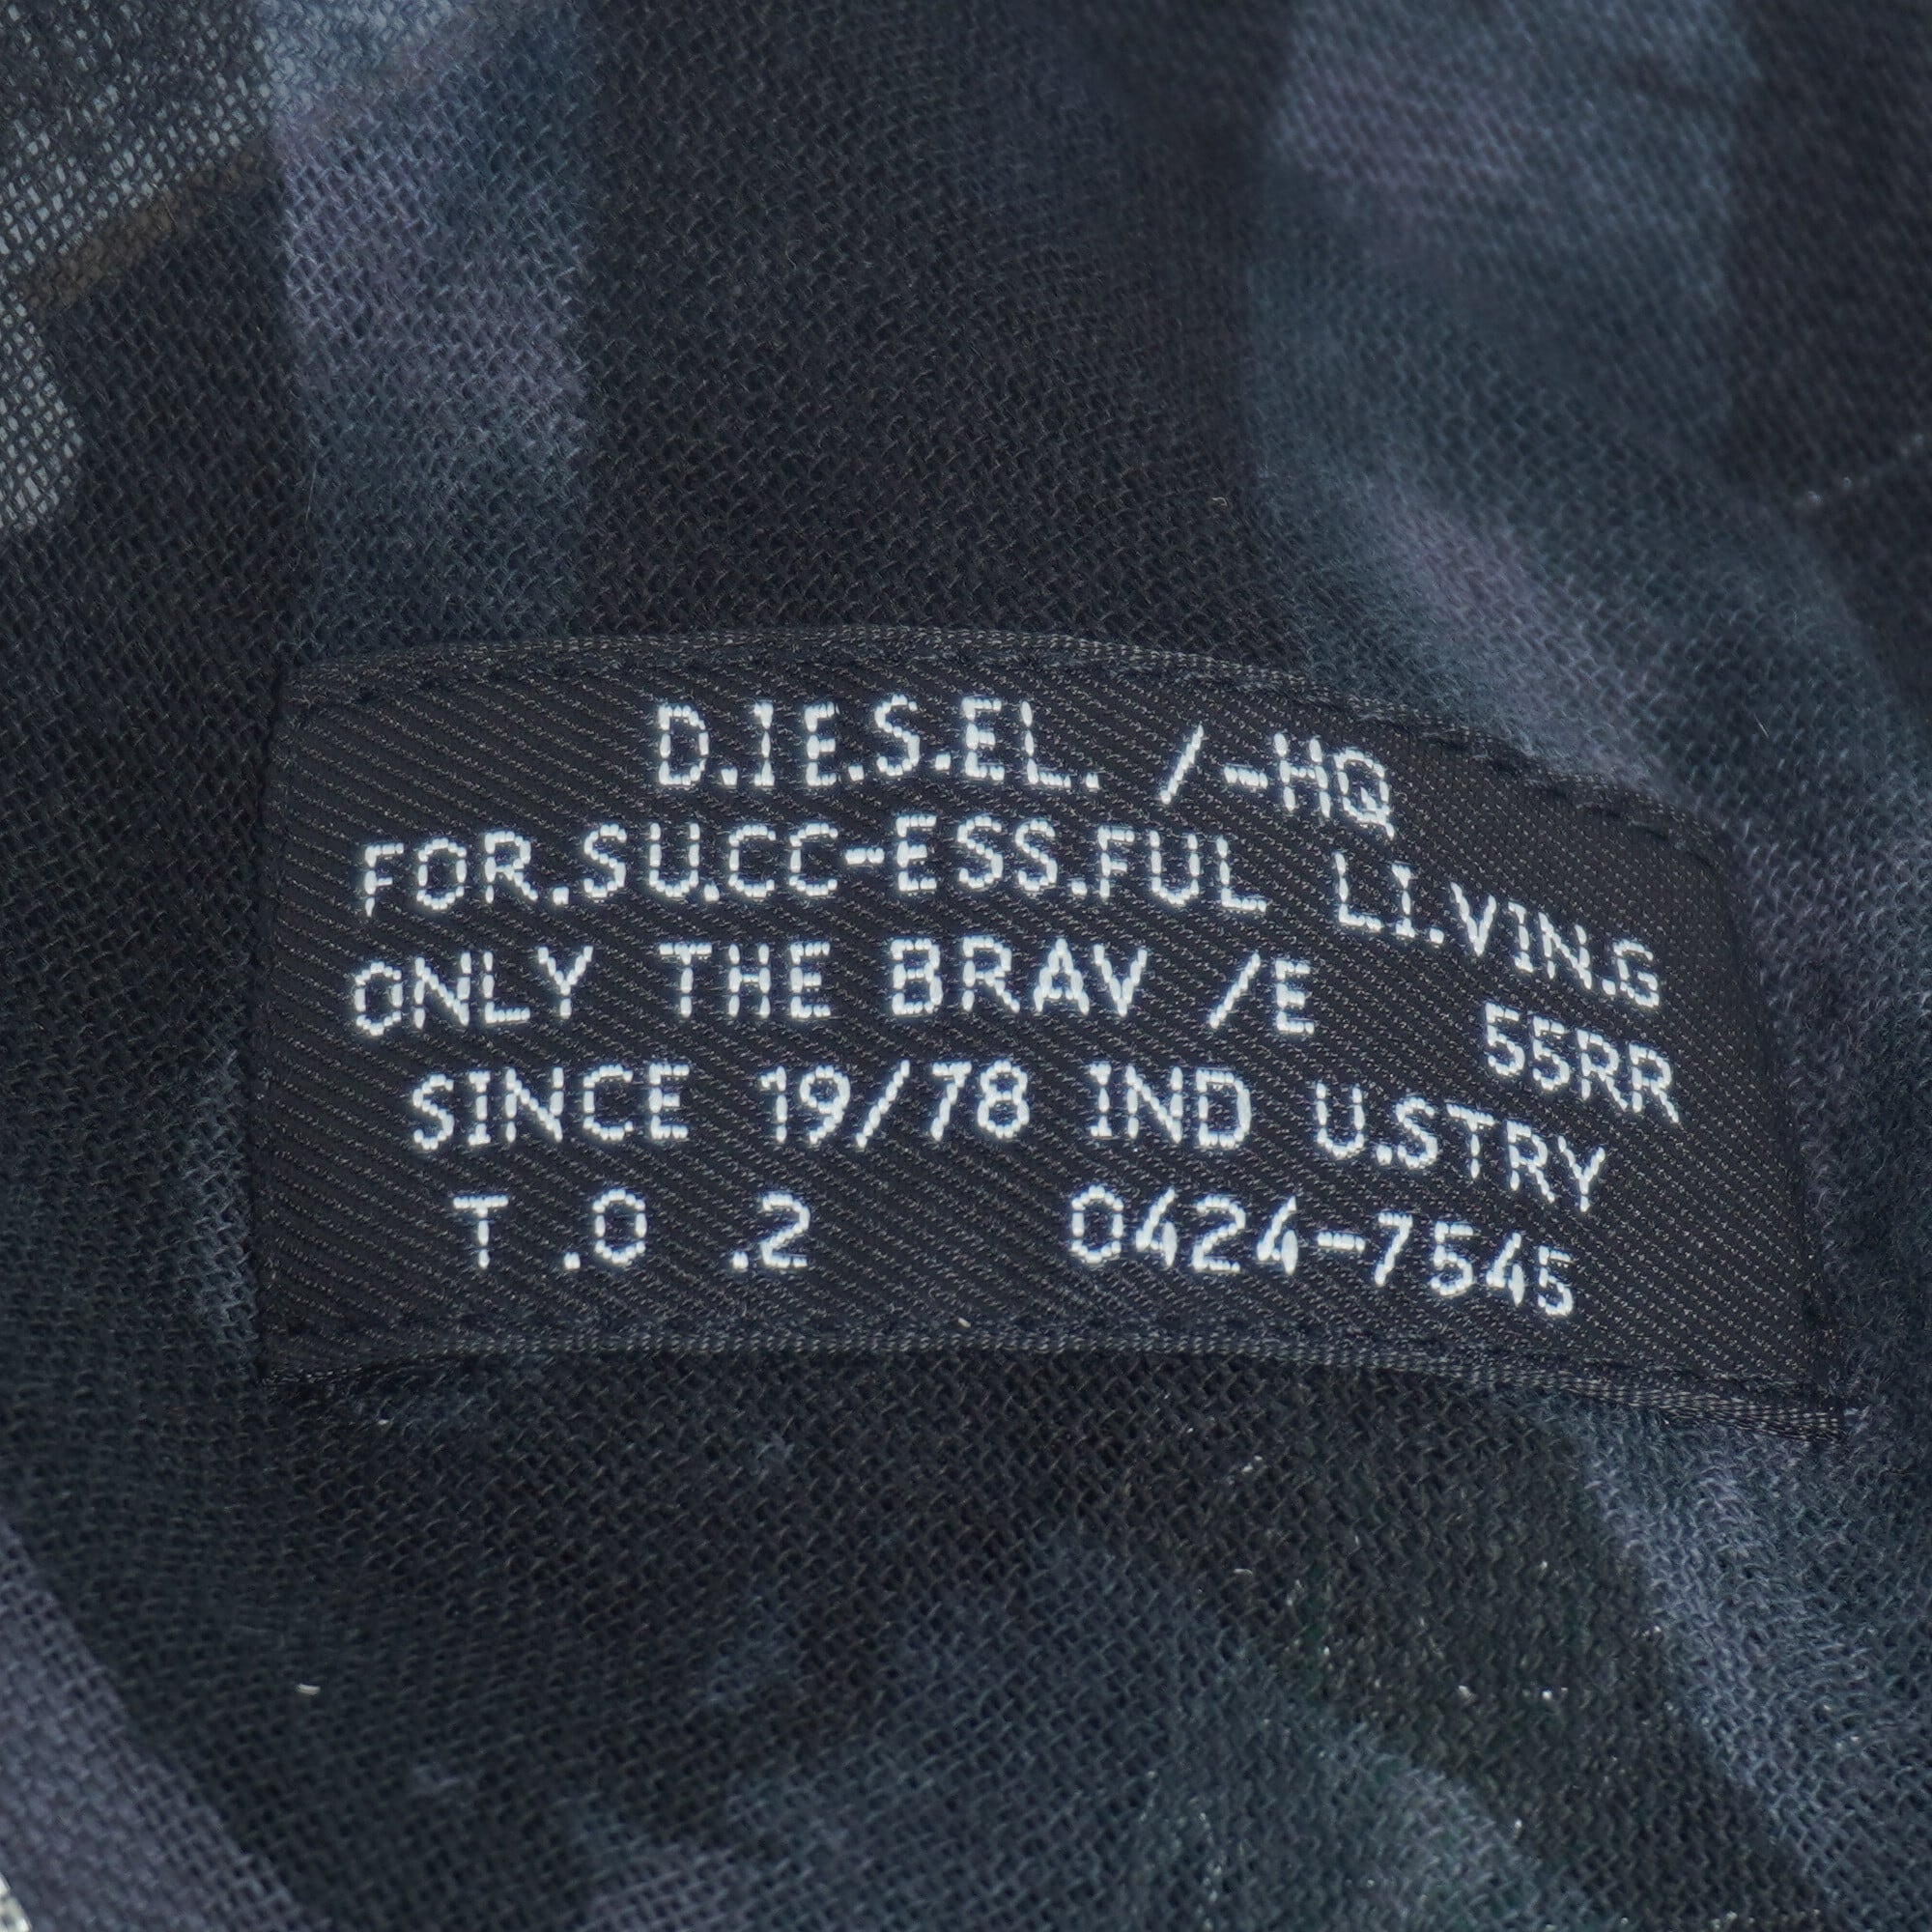 D.IE.S.EL. /-HQ
FOR.SU.CC-ESS.FUL LI.VIN.G
ONLY THE BRAV /E 55RR
SINCE 19/78 IND U.STRY
T .O .2 0424-7545